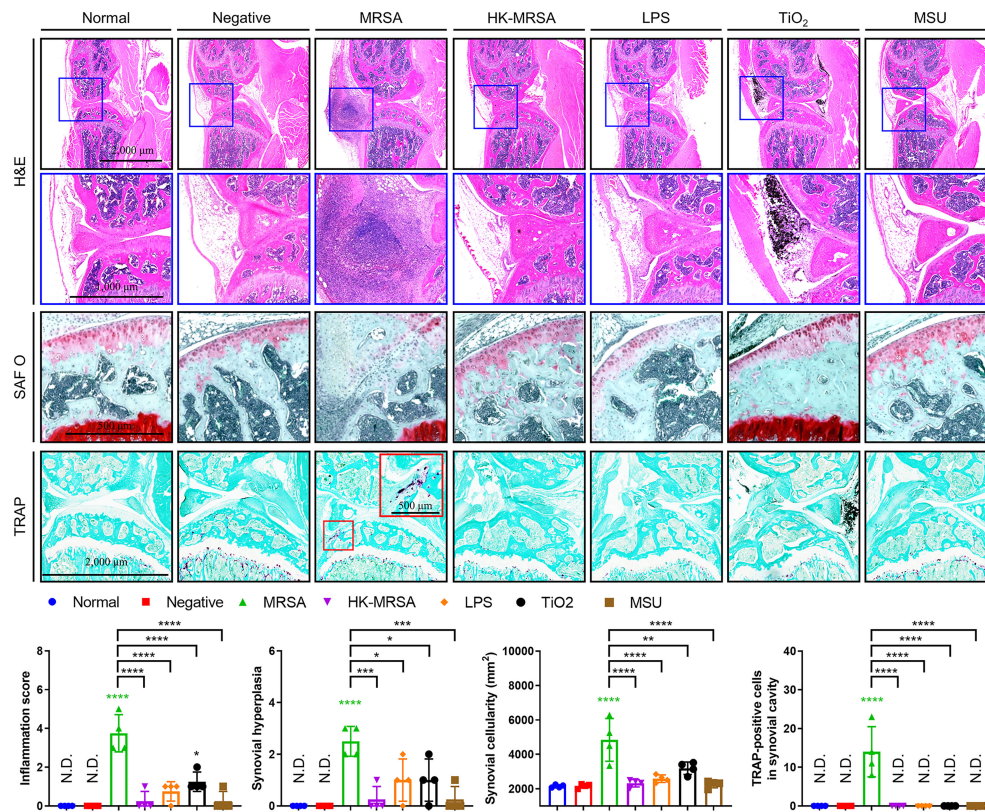 Normal Negative MRSA HK-MRSA LPS TiO₂ MSU
H&E
2,000 µm
1,000 µm
SAF O
500 µm
TRAP
500 µm
2,000 µm
Normal Negative MRSA HK-MRSA LPS TiO2 MSU
Inflammation score
8
6
4
2
0
N.D.
N.D.
****
*
****
****
****
****
Synovial hyperplasia
6
4
2
0
N.D.
N.D.
****
***
*
*
***
Synovial cellularity (mm²)
10000
8000
6000
4000
2000
****
****
**
****
****
TRAP-positive cells
in synovial cavity
40
30
20
10
0
N.D.
N.D.
****
N.D.
N.D.
N.D.
N.D.
****
****
****
****